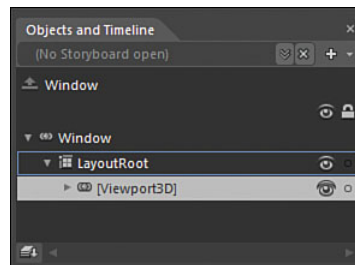 Objects and Timeline
(No Storyboard open)
Window
Window
LayoutRoot
[Viewport3D]